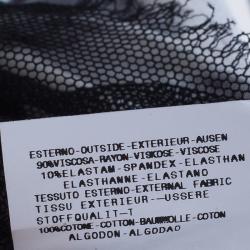 ESTERNO-OUTSIDE-EXTERIEUR-AUSEN
90%VISCOSA-RAYON-VISKOSE-VISCOSE
10%ELASTAM-SPANDEX-ELASTHAN
ELASTHANNE-ELASTANO
TESSUTO ESTERNO-EXTERNAL FABRIC
TISSU EXTERIEUR--USSERE
STOFFQUALIT-T
100%COTONE-COTTON-BAUMWOLLE-COTON
ALGODON-ALGODAO